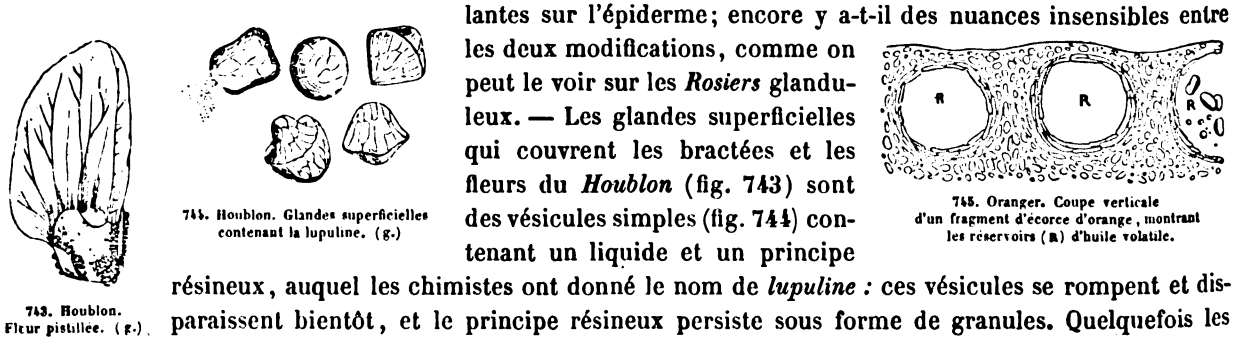 lantes sur l'épiderme; encore y a-t-il des nuances insensibles entre
les deux modifications, comme on
peut le voir sur les Rosiers glandu-
leux. — Les glandes superficielles
qui couvrent les bractées et les
fleurs du Houblon (fig. 743) sont
des vésicules simples (fig. 744) con-
tenant un liquide et un principe
résineux, auquel les chimistes ont donné le nom de lupuline : ces vésicules se rompent et dis-
paraissent bientôt, et le principe résineux persiste sous forme de granules. Quelquefois les
743. Houblon.
Fleur pistillée. (g.)
744. Houblon. Glandes superficielles
contenant la lupuline. (g.)
R
R
R
745. Oranger. Coupe verticale
d'un fragment d'écorce d'orange, montrant
les réservoirs (R) d'huile volatile.